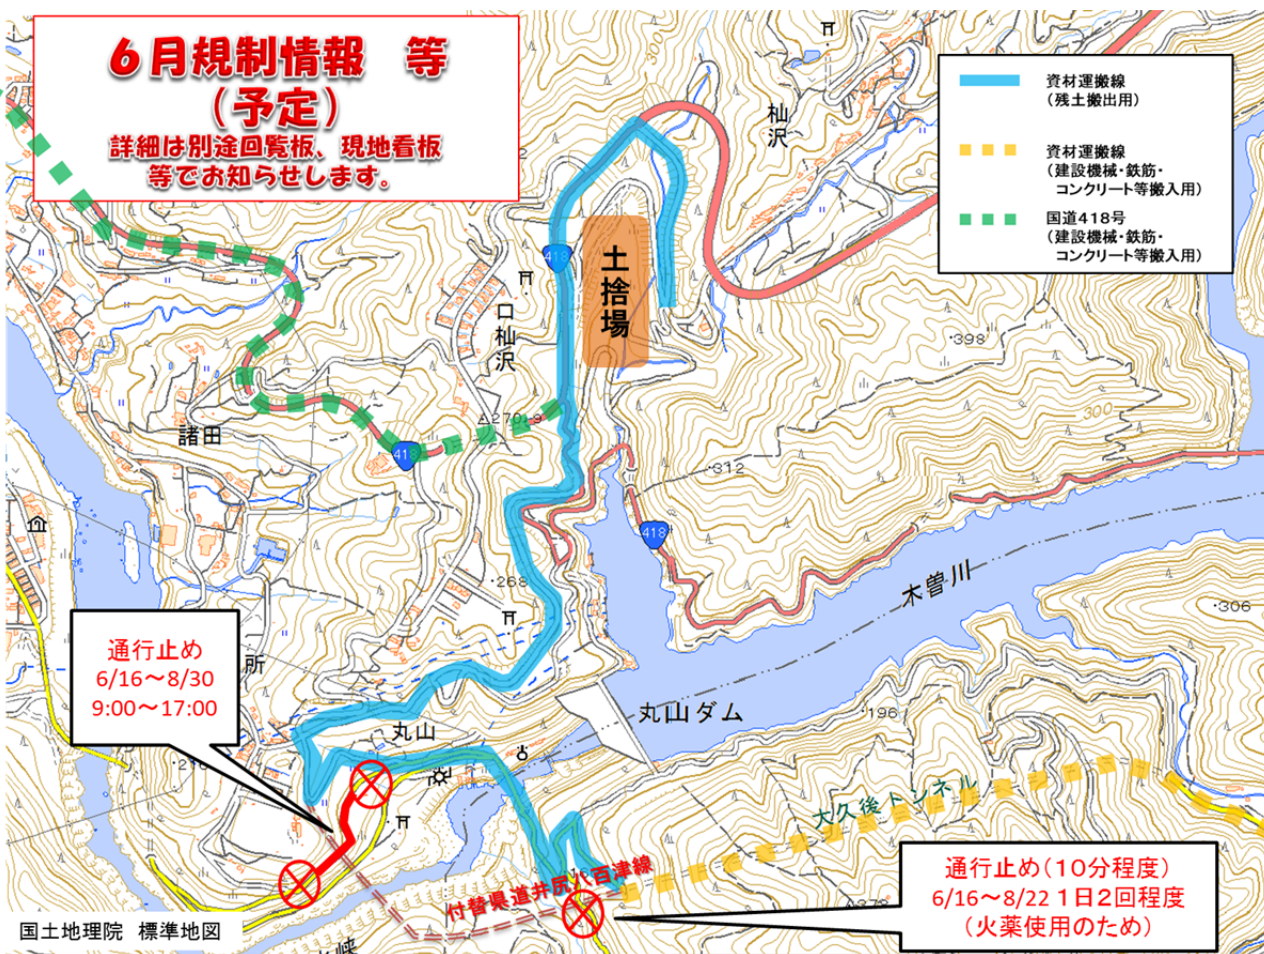 6月規制情報 等
(予定)
詳細は別途回覧板、現地看板
等でお知らせします。
資材運搬線
(残土搬出用)
資材運搬線
(建設機械・鉄筋・
コンクリート等搬入用)
国道418号
(建設機械・鉄筋・
コンクリート等搬入用)
300
杣沢
418
土捨場
口杣沢
・398
300
△270.9
諸田
418
・312
418
木曽川
・268
・306
通行止め
6/16～8/30
9:00～17:00
所
丸山
丸山ダム
・196
大久後トンネル
付替県道井尻八百津線
通行止め(10分程度)
6/16～8/22 1日2回程度
(火薬使用のため)
国土地理院 標準地図
峡